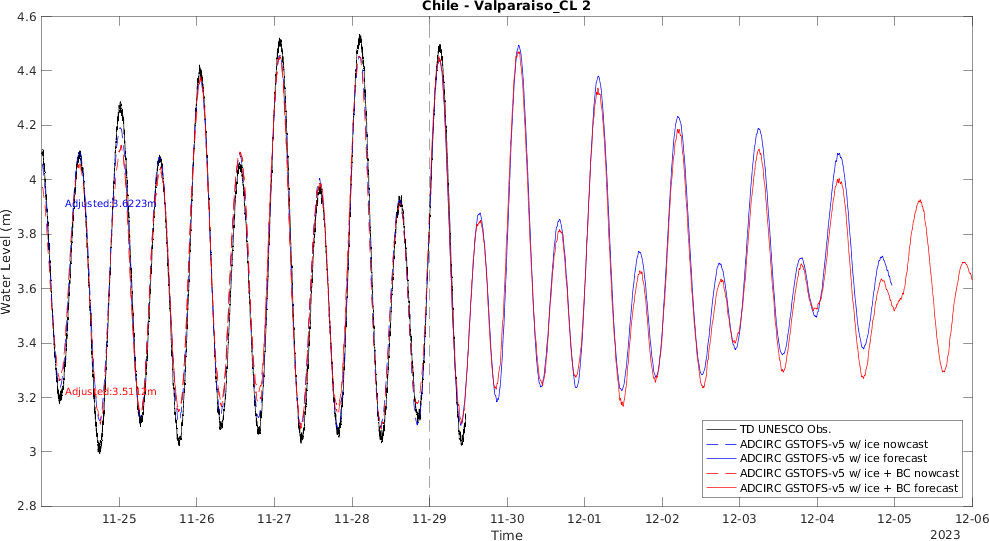 Chile - Valparaiso_CL 2
4.6
4.4
4.2
4
3.8
3.6
3.4
3.2
3
2.8
Water Level (m)
Adjusted:3.6223m
Adjusted:3.5112m
TD UNESCO Obs.
ADCIRC GSTOFS-v5 w/ ice nowcast
ADCIRC GSTOFS-v5 w/ ice forecast
ADCIRC GSTOFS-v5 w/ ice + BC nowcast
ADCIRC GSTOFS-v5 w/ ice + BC forecast
11-25 11-26 11-27 11-28 11-29 11-30 12-01 12-02 12-03 12-04 12-05 12-06
Time
2023